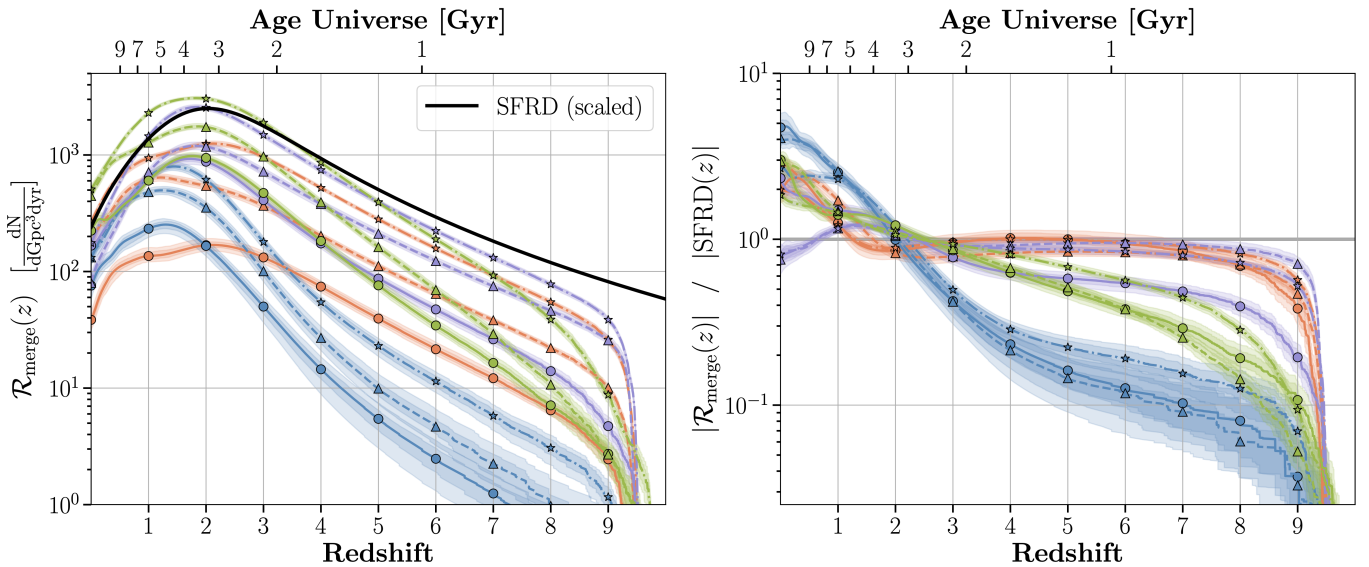 Age Universe [Gyr]
9 7 5 4 3 2 1
SFRD (scaled)
10³
10²
10¹
10⁰
R_merge(z) [dN/dGpc³dyr]
1 2 3 4 5 6 7 8 9
Redshift
Age Universe [Gyr]
9 7 5 4 3 2 1
10¹
10⁰
10⁻¹
|R_merge(z)| / |SFRD(z)|
1 2 3 4 5 6 7 8 9
Redshift